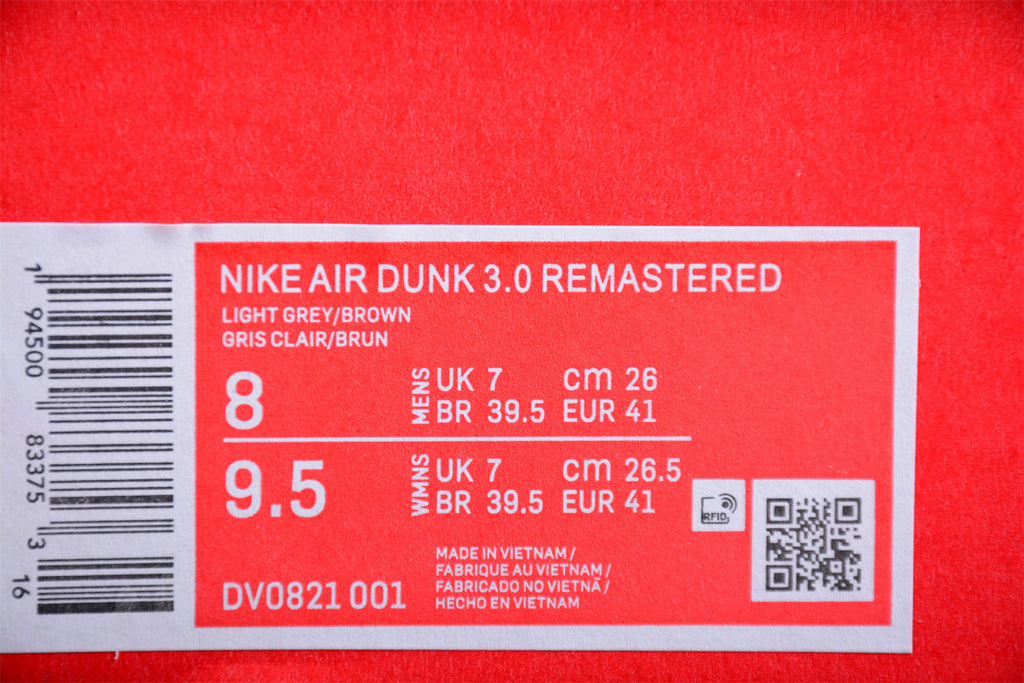 NIKE AIR DUNK 3.0 REMASTERED
LIGHT GREY/BROWN
GRIS CLAIR/BRUN
8
MENS
UK 7 cm 26
BR 39.5 EUR 41
9.5
WMNS
UK 7 cm 26.5
BR 39.5 EUR 41
RFID
MADE IN VIETNAM /
FABRIQUE AU VIETNAM /
FABRICADO NO VIETNÃ /
HECHO EN VIETNAM
DV0821 001
1 94500 83375 3 16